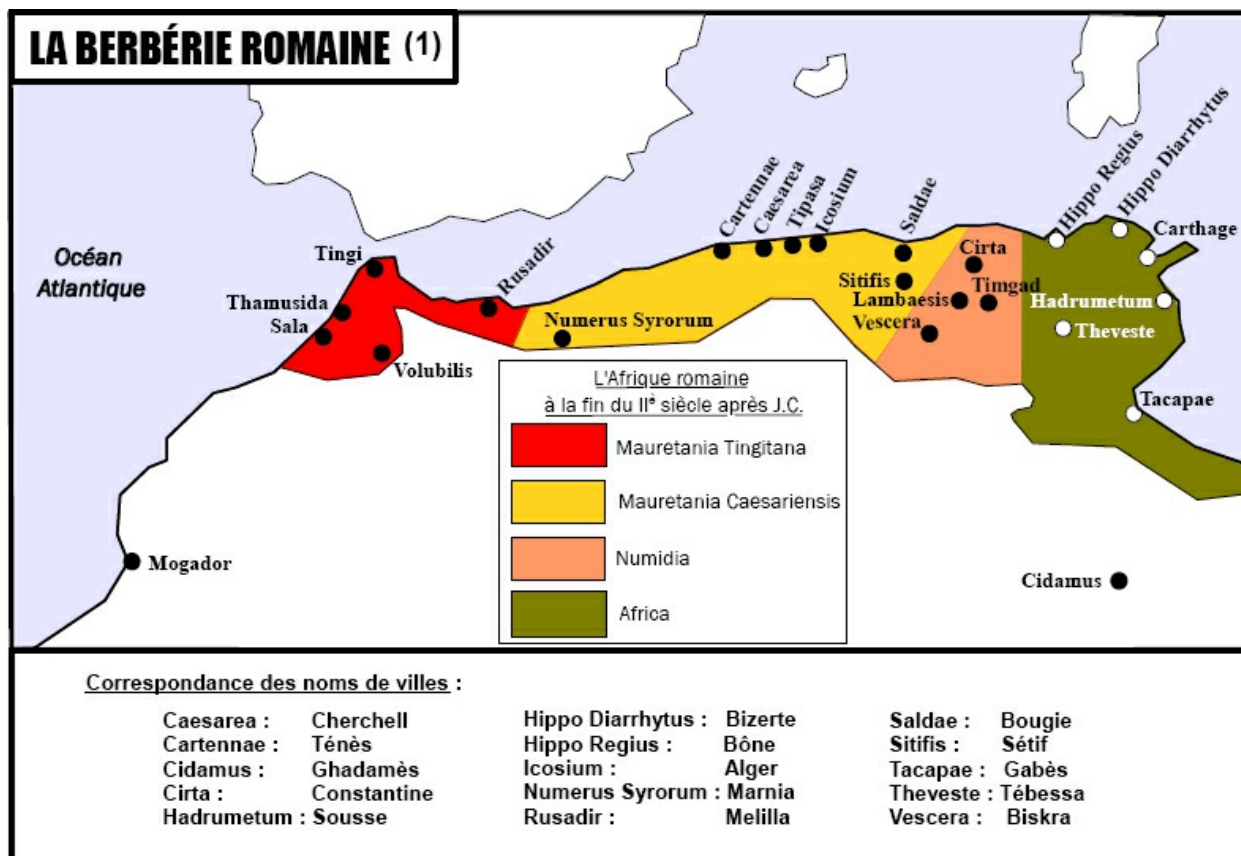 LA BERBÉRIE ROMAINE (1)
Océan
Atlantique
Tingi
Thamusida
Sala
Volubilis
Rusadir
Numerus Syrorum
Cartennae
Caesarea
Tipasa
Icosium
Saldae
Sitifis
Cirta
Lambaesis
Timgad
Vescera
Hippo Regius
Hippo Diarrhytus
Carthage
Hadrumetum
Theveste
Tacapae
Mogador
Cidamus
L'Afrique romaine
à la fin du IIè siècle après J.C.
Mauretania Tingitana
Mauretania Caesariensis
Numidia
Africa
Correspondance des noms de villes :
Caesarea : Cherchell
Cartennae : Ténès
Cidamus : Ghadamès
Cirta : Constantine
Hadrumetum : Sousse
Hippo Diarrhytus : Bizerte
Hippo Regius : Bône
Icosium : Alger
Numerus Syrorum : Marnia
Rusadir : Melilla
Saldae : Bougie
Sitifis : Sétif
Tacapae : Gabès
Theveste : Tébessa
Vescera : Biskra